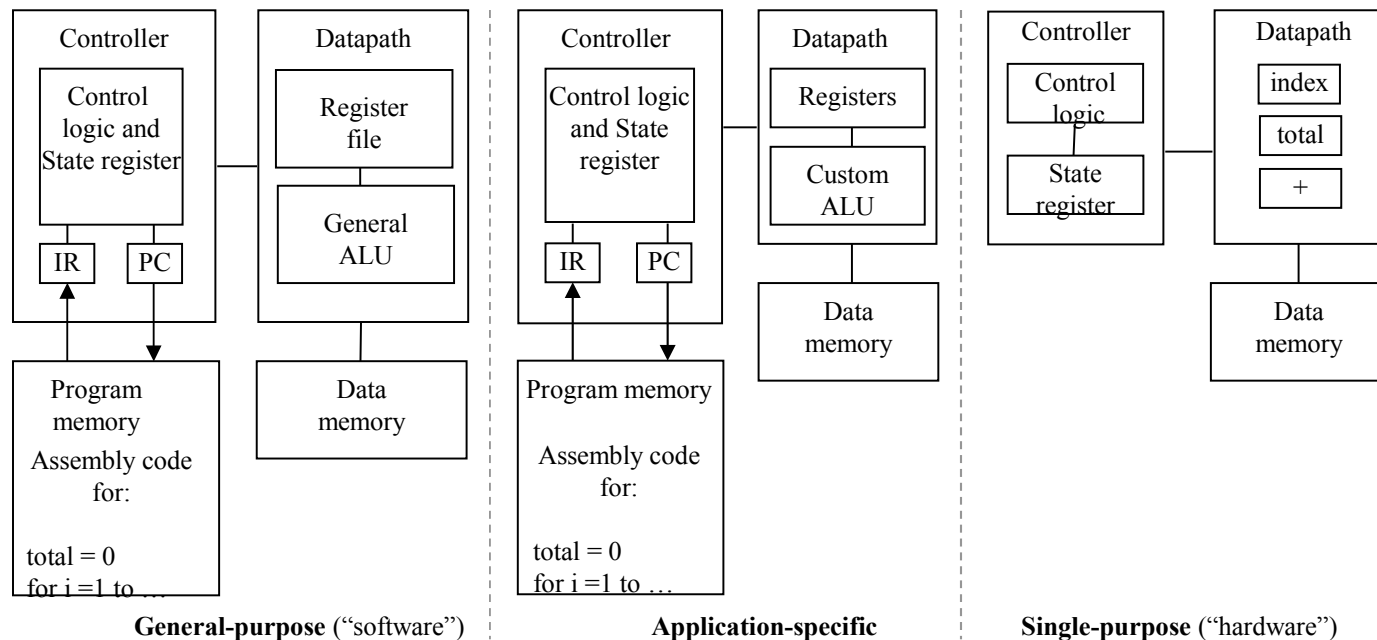 Controller
Control
logic and
State register
IR
PC
Datapath
Register
file
General
ALU
Program
memory
Assembly code
for:
total = 0
for i =1 to …
Data
memory
General-purpose (“software”)
Controller
Control logic
and State
register
IR
PC
Datapath
Registers
Custom
ALU
Data
memory
Program memory
Assembly code
for:
total = 0
for i =1 to …
Application-specific
Controller
Control
logic
State
register
Datapath
index
total
+
Data
memory
Single-purpose (“hardware”)